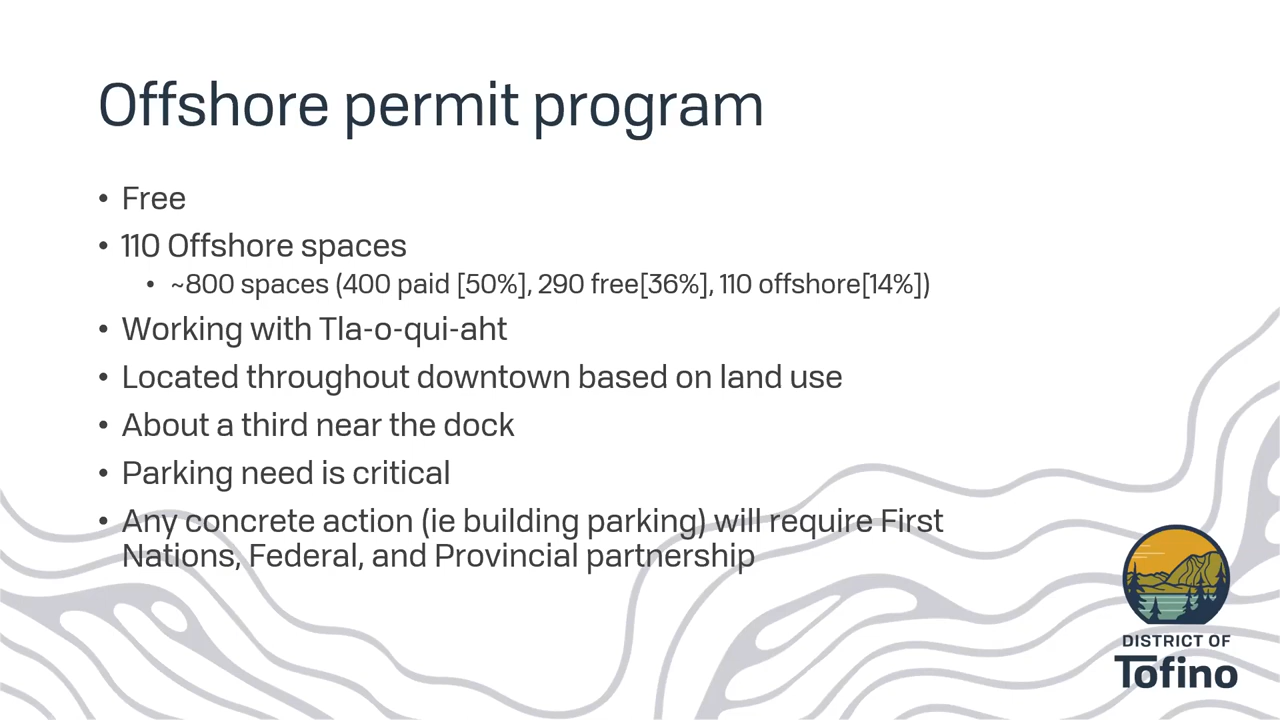 Offshore permit program
• Free
• 110 Offshore spaces
• ~800 spaces (400 paid [50%], 290 free[36%], 110 offshore[14%])
• Working with Tla-o-qui-aht
• Located throughout downtown based on land use
• About a third near the dock
• Parking need is critical
• Any concrete action (ie building parking) will require First
Nations, Federal, and Provincial partnership
DISTRICT OF
Tofino